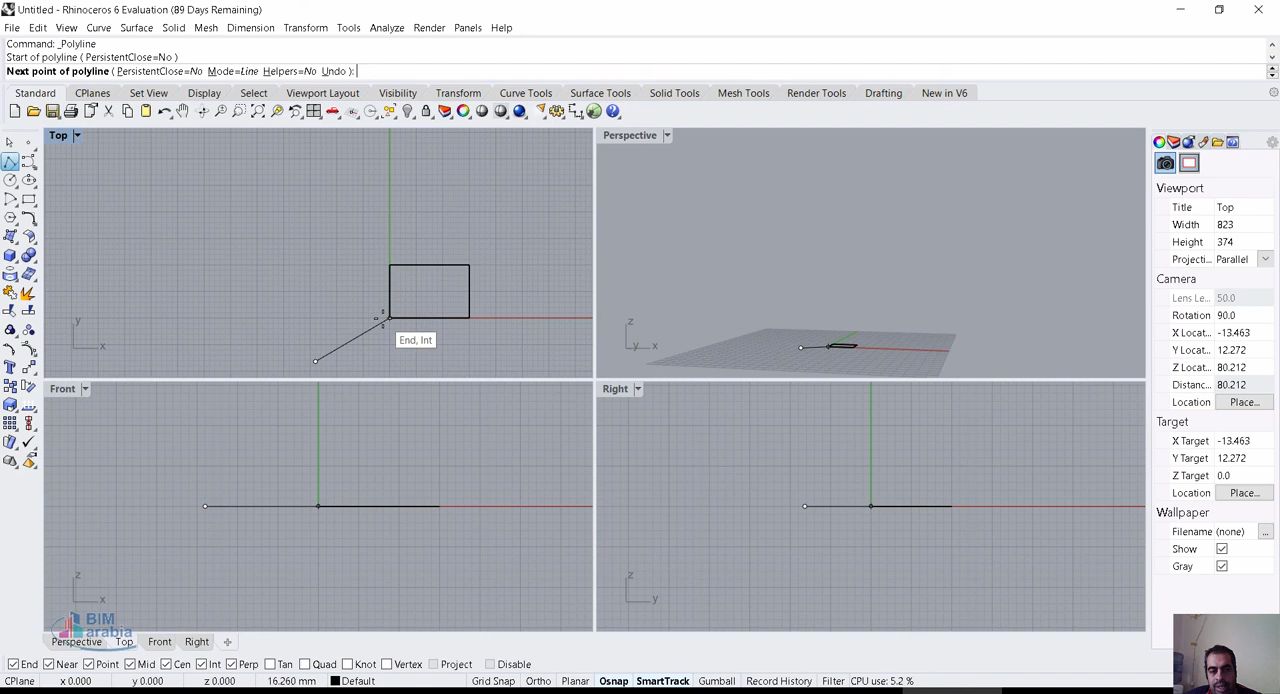 Untitled - Rhinoceros 6 Evaluation (89 Days Remaining)
File Edit View Curve Surface Solid Mesh Dimension Transform Tools Analyze Render Panels Help
Command: _Polyline
Start of polyline ( PersistentClose=No )
Next point of polyline ( PersistentClose=No Mode=Line Helpers=No Undo ):
Standard CPlanes Set View Display Select Viewport Layout Visibility Transform Curve Tools Surface Tools Solid Tools Mesh Tools Render Tools Drafting New in V6
Top
Perspective
Viewport
Title Top
Width 823
Height 374
Projecti... Parallel
Camera
Lens Le... 50.0
Rotation 90.0
X Locat... -13.463
Y Locat... 12.272
Z Locat... 80.212
Distanc... 80.212
Location Place...
Target
X Target -13.463
Y Target 12.272
Z Target 0.0
Location Place...
Wallpaper
Filename (none) ...
Show
Gray
End, Int
y
x
z
y x
Front
Right
z
x
z
y
BIM
arabia
Perspective Top Front Right
End Near Point Mid Cen Int Perp Tan Quad Knot Vertex Project Disable
CPlane x 0.000 y 0.000 z 0.000 16.260 mm Default Grid Snap Ortho Planar Osnap SmartTrack Gumball Record History Filter CPU use: 5.2 %